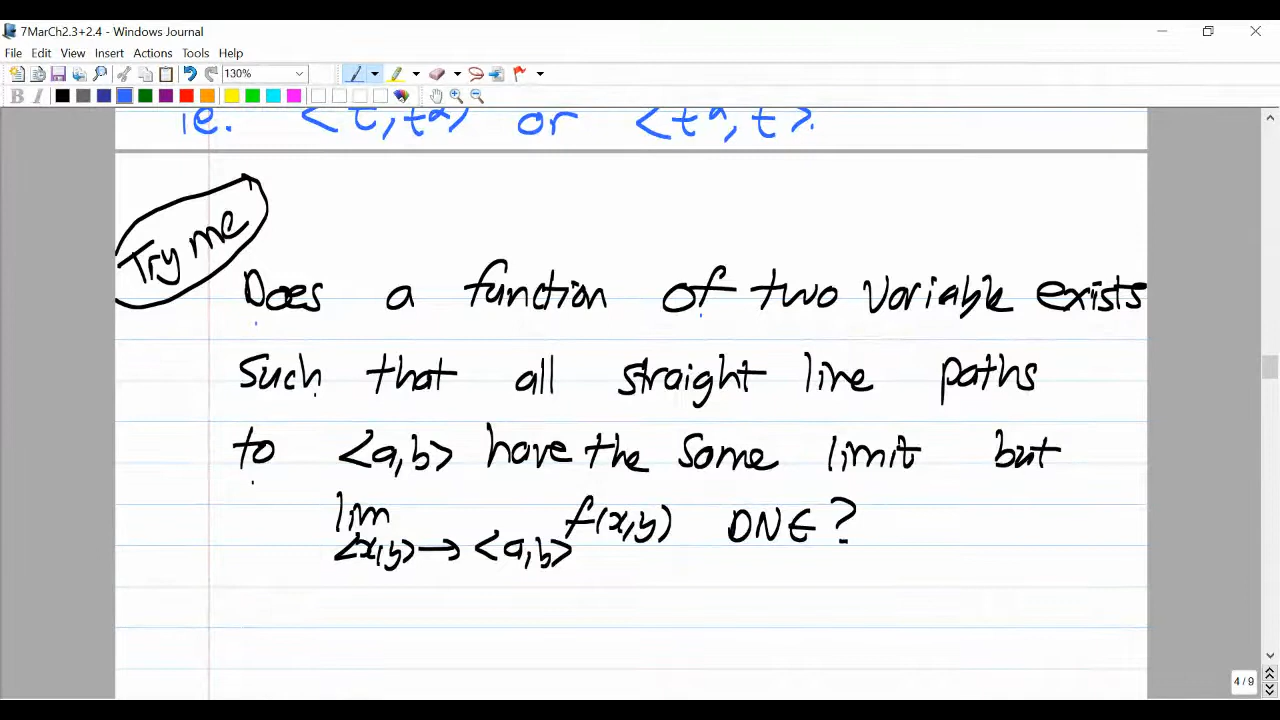 7MarCh2.3+2.4 - Windows Journal
File Edit View Insert Actions Tools Help
130%
B I
ie. <t, tᵃ> or <tᵃ, t>.
Try me
Does a function of two variable exists
such that all straight line paths
to <a,b> have the same limit but
lim f(x,y) DNE?
<x,y> → <a,b>
4 / 9